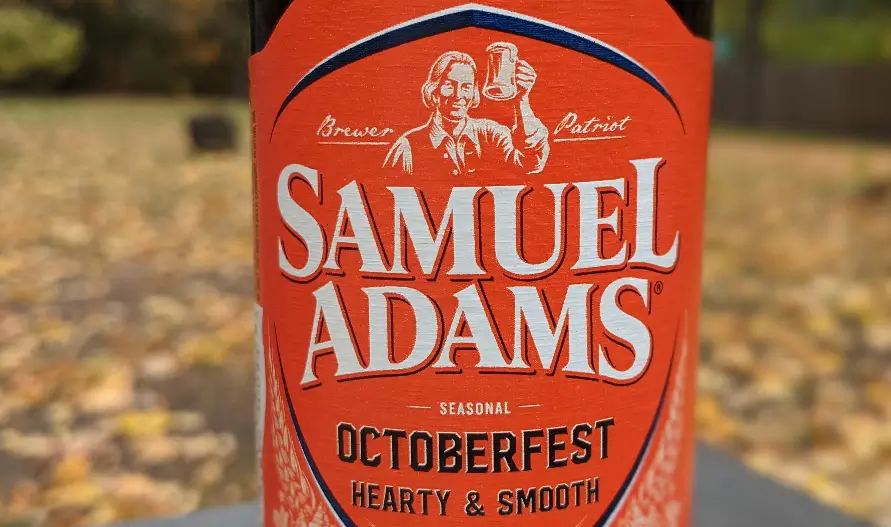 Brewer Patriot
SAMUEL
ADAMS®
SEASONAL
OCTOBERFEST
HEARTY & SMOOTH